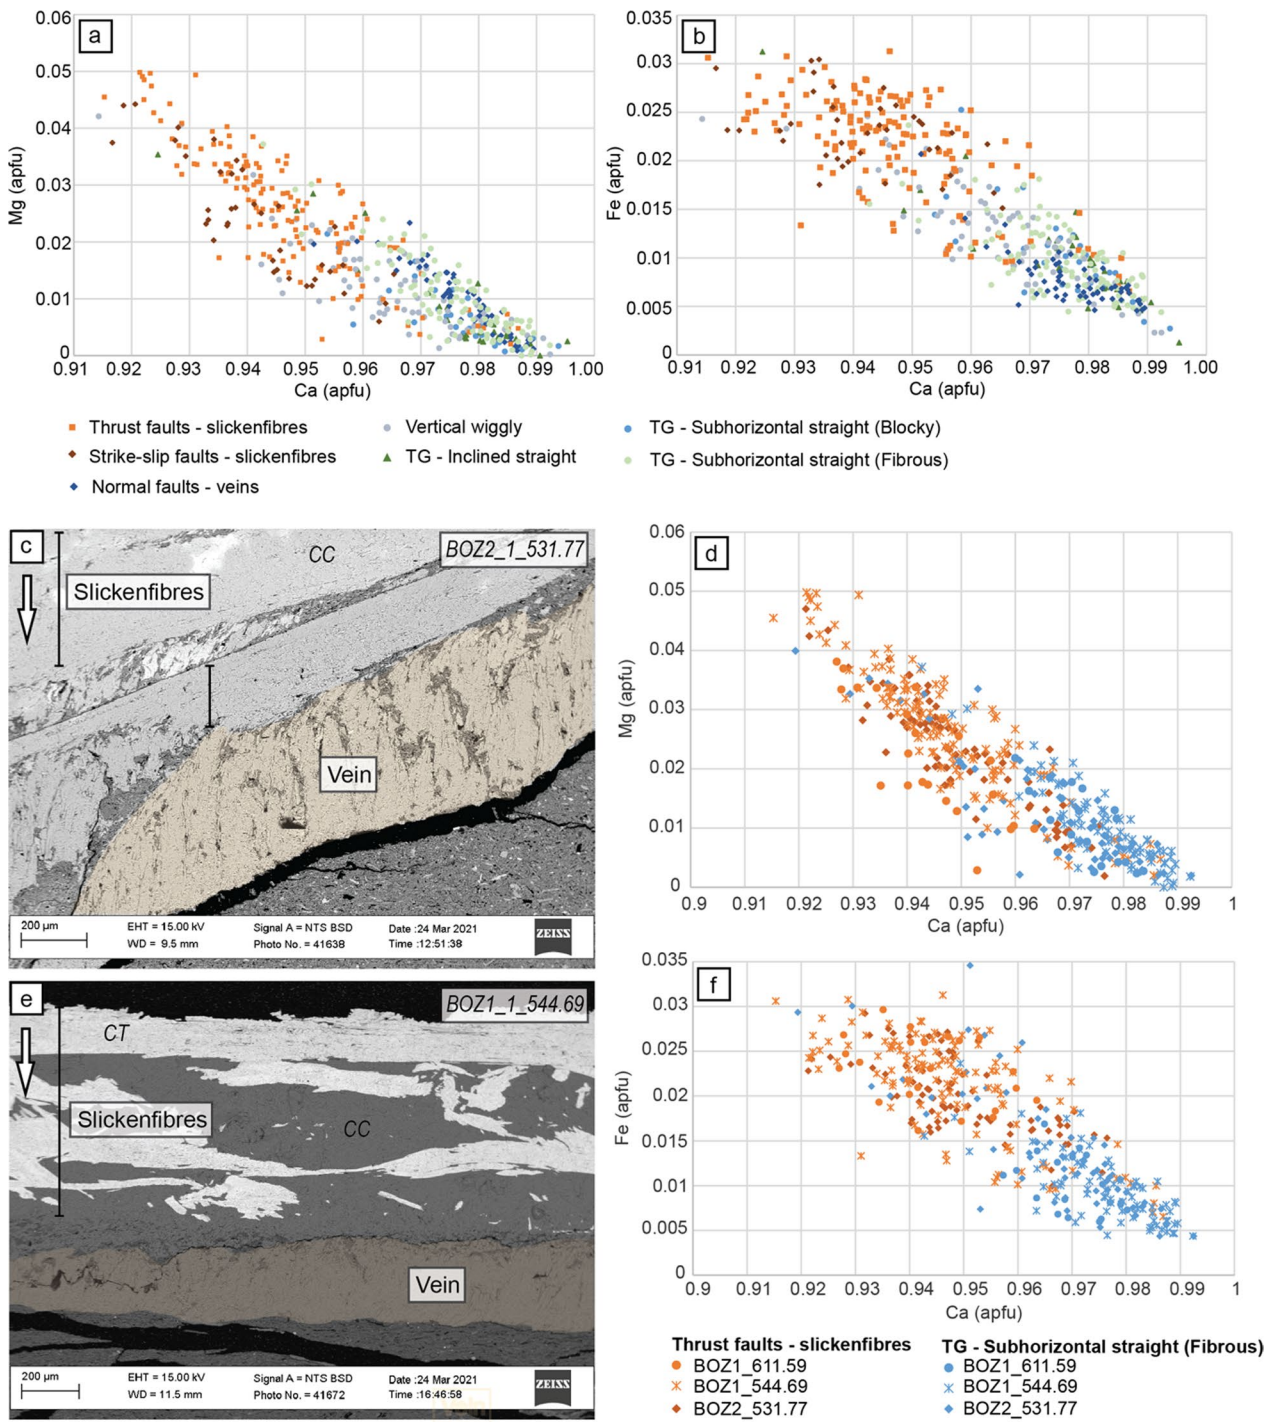 a
0.06
0.05
0.04
0.03
0.02
0.01
0
Mg (apfu)
0.91 0.92 0.93 0.94 0.95 0.96 0.97 0.98 0.99 1.00
Ca (apfu)
b
0.035
0.03
0.025
0.02
0.015
0.01
0.005
0
Fe (apfu)
0.91 0.92 0.93 0.94 0.95 0.96 0.97 0.98 0.99 1.00
Ca (apfu)
Thrust faults - slickenfibres
Strike-slip faults - slickenfibres
Normal faults - veins
Vertical wiggly
TG - Inclined straight
TG - Subhorizontal straight (Blocky)
TG - Subhorizontal straight (Fibrous)
c
CC
BOZ2_1_531.77
Slickenfibres
Vein
200 µm
EHT = 15.00 kV Signal A = NTS BSD Date :24 Mar 2021
WD = 9.5 mm Photo No. = 41638 Time :12:51:38
ZEISS
d
0.06
0.05
0.04
0.03
0.02
0.01
0
Mg (apfu)
0.9 0.91 0.92 0.93 0.94 0.95 0.96 0.97 0.98 0.99 1
Ca (apfu)
e
CT
BOZ1_1_544.69
Slickenfibres
CC
Vein
200 µm
EHT = 15.00 kV Signal A = NTS BSD Date :24 Mar 2021
WD = 11.5 mm Photo No. = 41672 Time :16:46:58
ZEISS
f
0.035
0.03
0.025
0.02
0.015
0.01
0.005
0
Fe (apfu)
0.9 0.91 0.92 0.93 0.94 0.95 0.96 0.97 0.98 0.99 1
Ca (apfu)
Thrust faults - slickenfibres
BOZ1_611.59
BOZ1_544.69
BOZ2_531.77
TG - Subhorizontal straight (Fibrous)
BOZ1_611.59
BOZ1_544.69
BOZ2_531.77